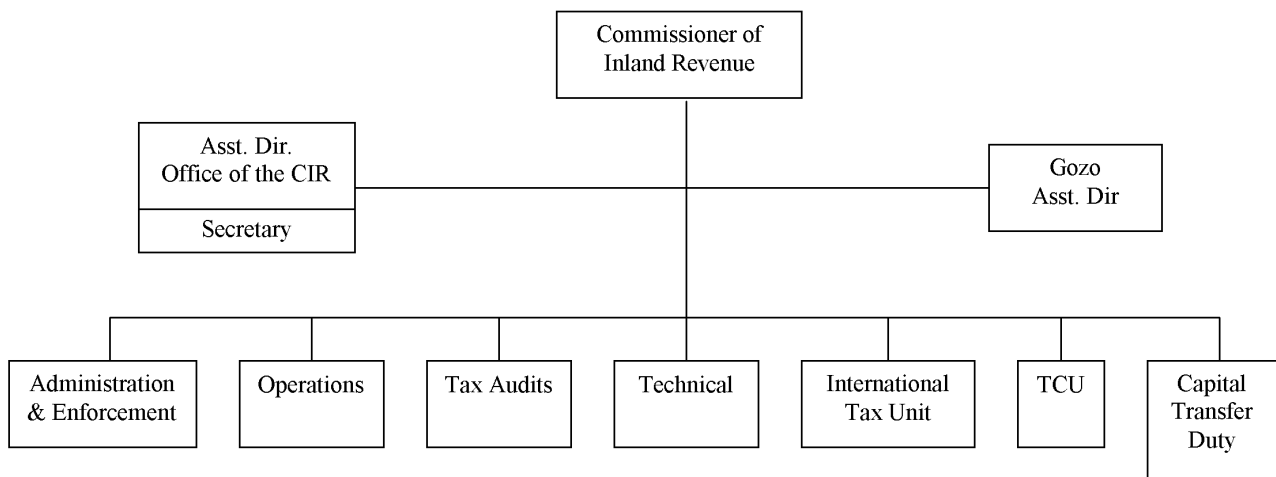 Commissioner of
Inland Revenue
Asst. Dir.
Office of the CIR
Secretary
Gozo
Asst. Dir
Administration
& Enforcement
Operations
Tax Audits
Technical
International
Tax Unit
TCU
Capital
Transfer
Duty